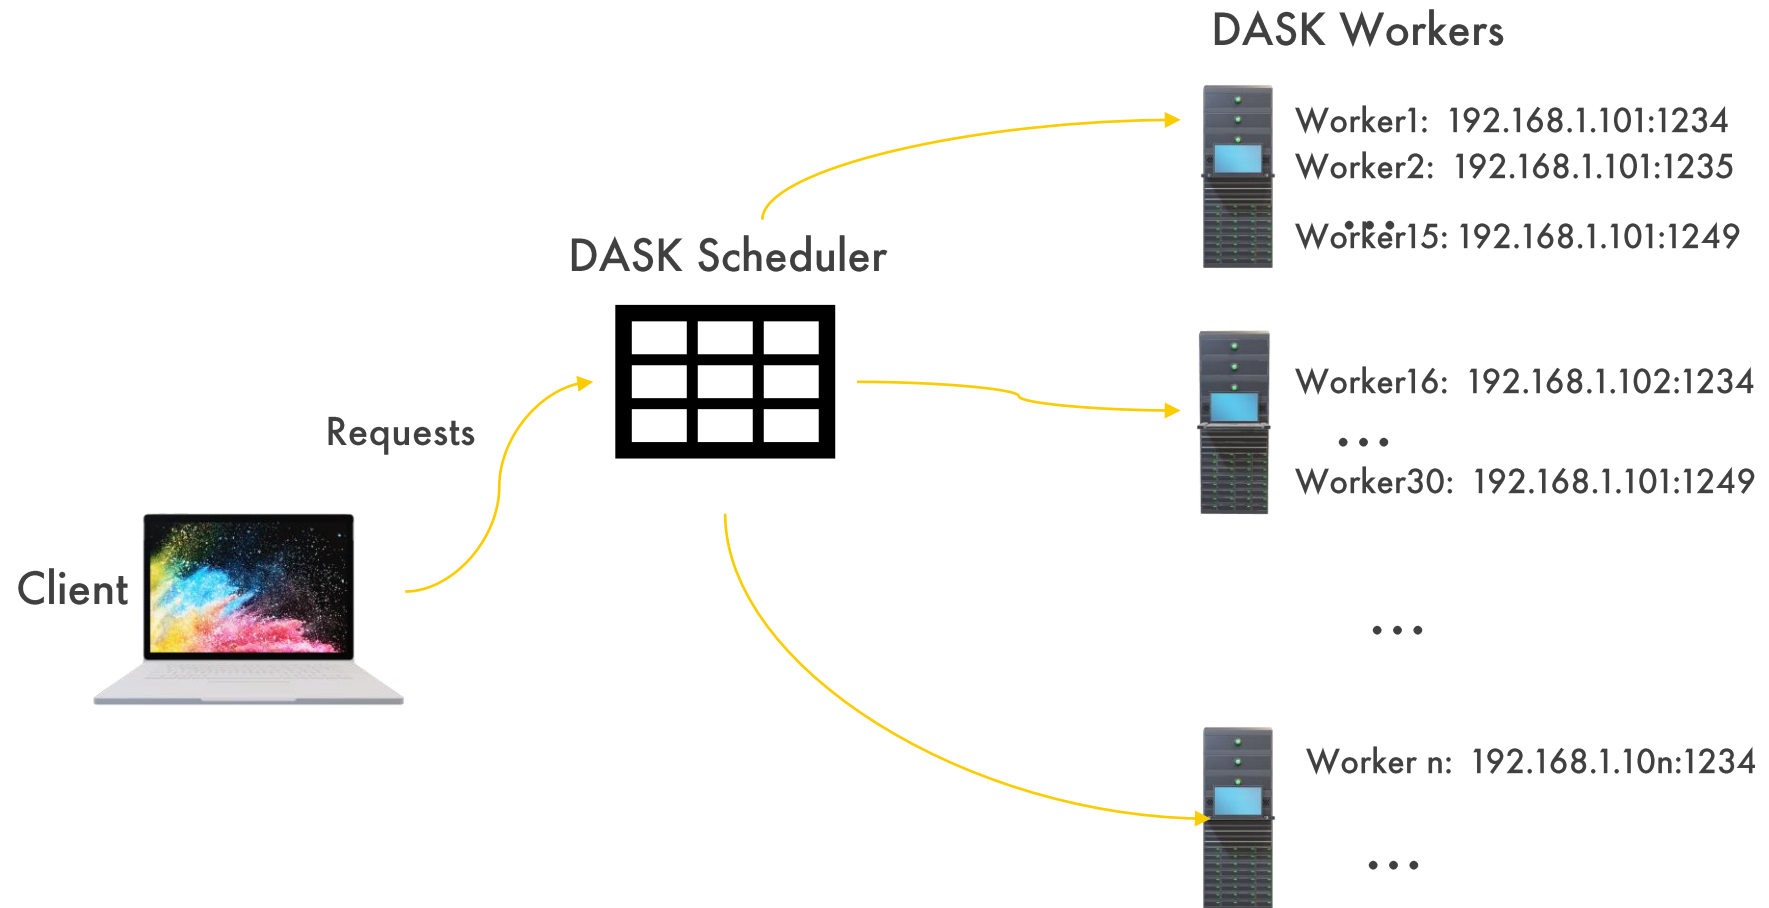 DASK Workers
Worker1: 192.168.1.101:1234
Worker2: 192.168.1.101:1235
...
Worker15: 192.168.1.101:1249
DASK Scheduler
Worker16: 192.168.1.102:1234
...
Worker30: 192.168.1.101:1249
Requests
Client
...
Worker n: 192.168.1.10n:1234
...